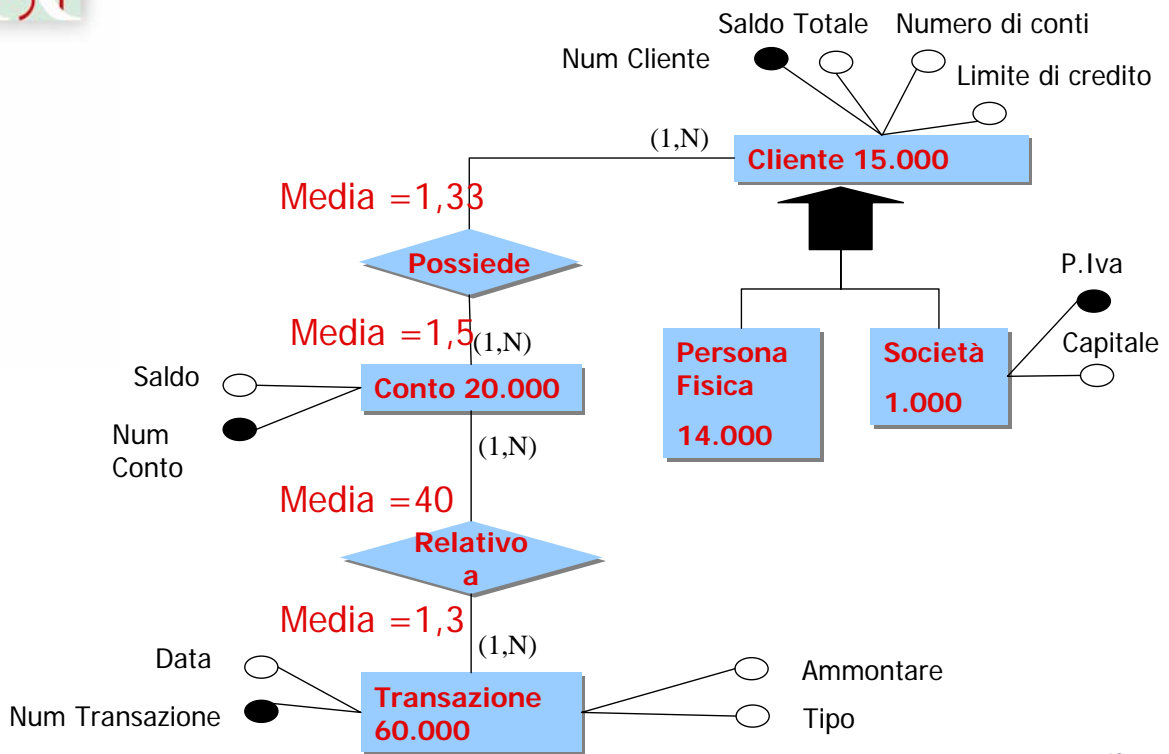 Saldo Totale
Numero di conti
Num Cliente
Limite di credito
(1,N)
Cliente 15.000
Media =1,33
Possiede
P.Iva
Media =1,5
(1,N)
Persona
Fisica
14.000
Società
1.000
Capitale
Saldo
Conto 20.000
Num
Conto
(1,N)
Media =40
Relativo
a
Media =1,3
(1,N)
Data
Ammontare
Transazione
60.000
Num Transazione
Tipo